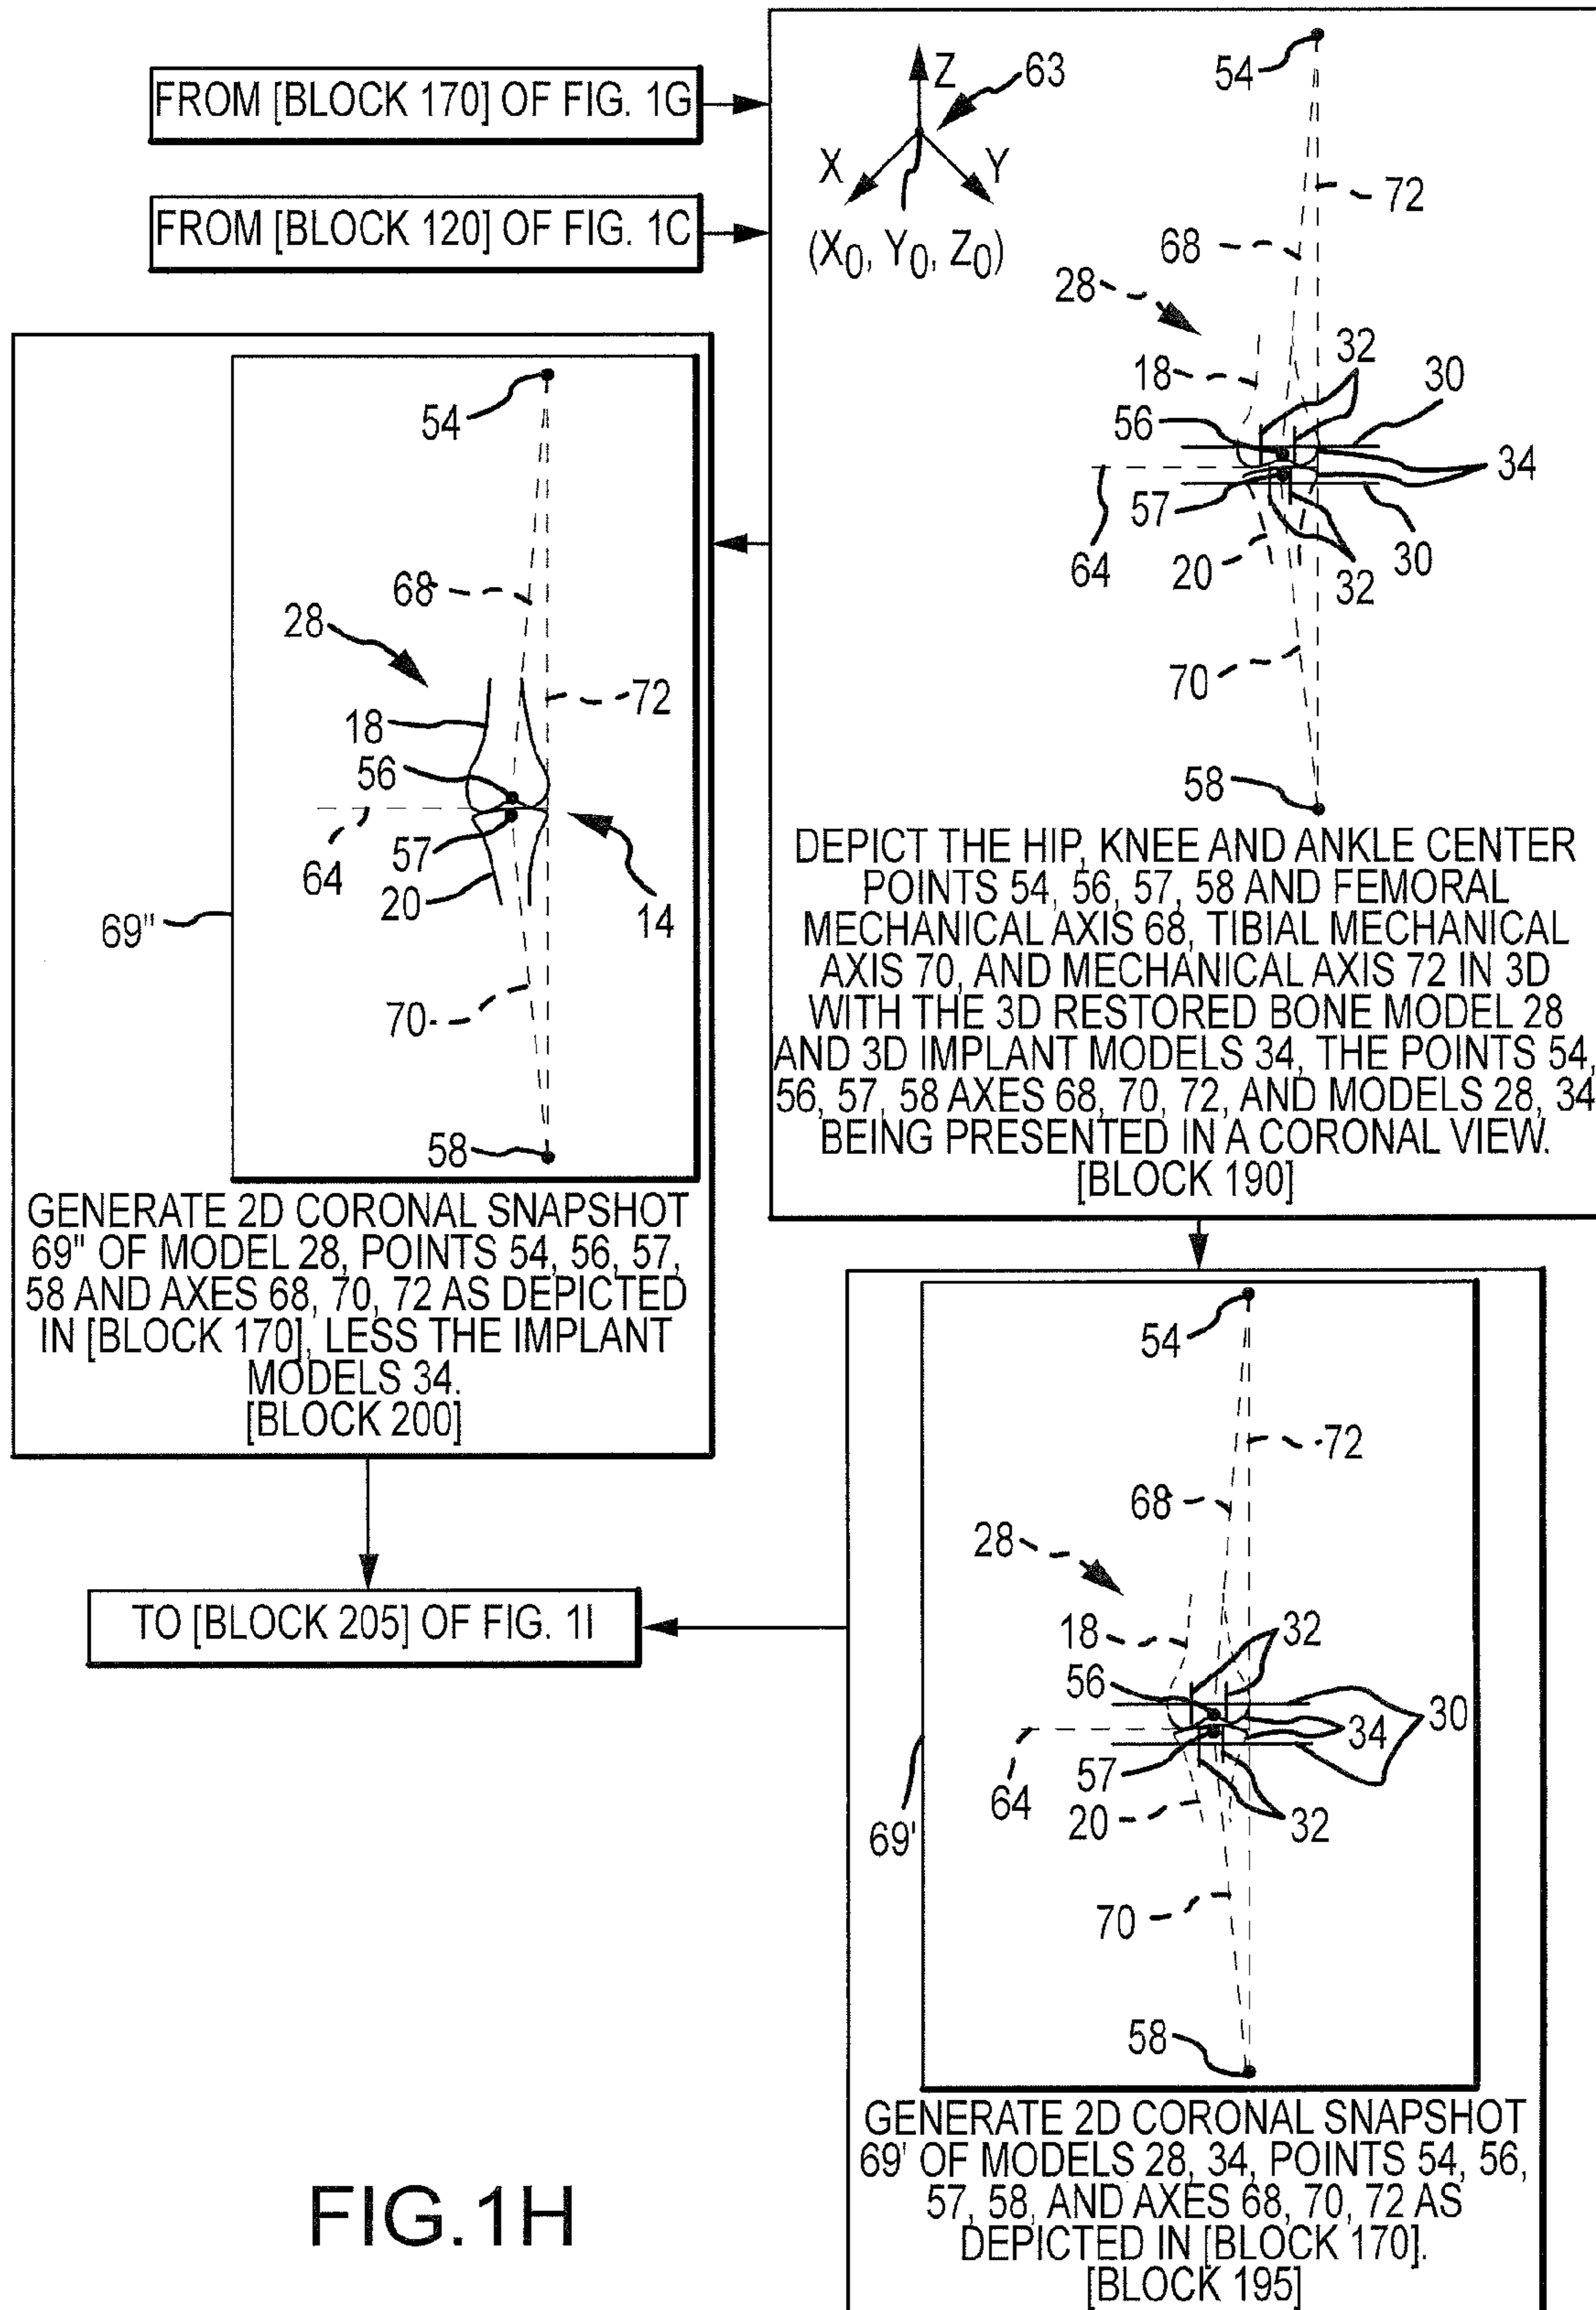 FROM [BLOCK 170] OF FIG. 1G
FROM [BLOCK 120] OF FIG. 1C
Z
63
X
Y
(X0, Y0, Z0)
54
72
68
28
32
18
30
56
34
57
64
20
30
32
70
58
DEPICT THE HIP, KNEE AND ANKLE CENTER
POINTS 54, 56, 57, 58 AND FEMORAL
MECHANICAL AXIS 68, TIBIAL MECHANICAL
AXIS 70, AND MECHANICAL AXIS 72 IN 3D
WITH THE 3D RESTORED BONE MODEL 28
AND 3D IMPLANT MODELS 34, THE POINTS 54,
56, 57, 58 AXES 68, 70, 72, AND MODELS 28, 34
BEING PRESENTED IN A CORONAL VIEW.
[BLOCK 190]
54
68
28
72
18
56
57
64
20
14
69"
70
58
GENERATE 2D CORONAL SNAPSHOT
69" OF MODEL 28, POINTS 54, 56, 57,
58 AND AXES 68, 70, 72 AS DEPICTED
IN [BLOCK 170], LESS THE IMPLANT
MODELS 34.
[BLOCK 200]
TO [BLOCK 205] OF FIG. 1I
54
72
68
28
18
32
56
30
34
57
64
20
32
69'
70
58
GENERATE 2D CORONAL SNAPSHOT
69' OF MODELS 28, 34, POINTS 54, 56,
57, 58, AND AXES 68, 70, 72 AS
DEPICTED IN [BLOCK 170].
[BLOCK 195]
FIG.1H